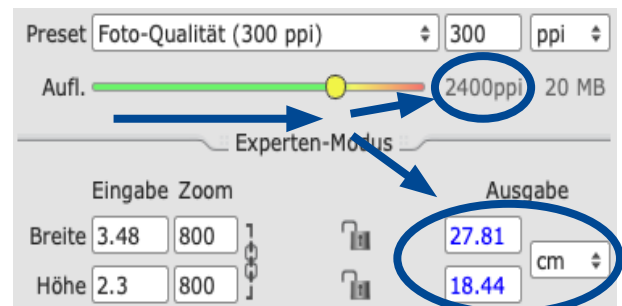 Preset Foto-Qualität (300 ppi) 300 ppi
Aufl. 2400ppi 20 MB
Experten-Modus
Eingabe Zoom Ausgabe
Breite 3.48 800 27.81
cm
Höhe 2.3 800 18.44